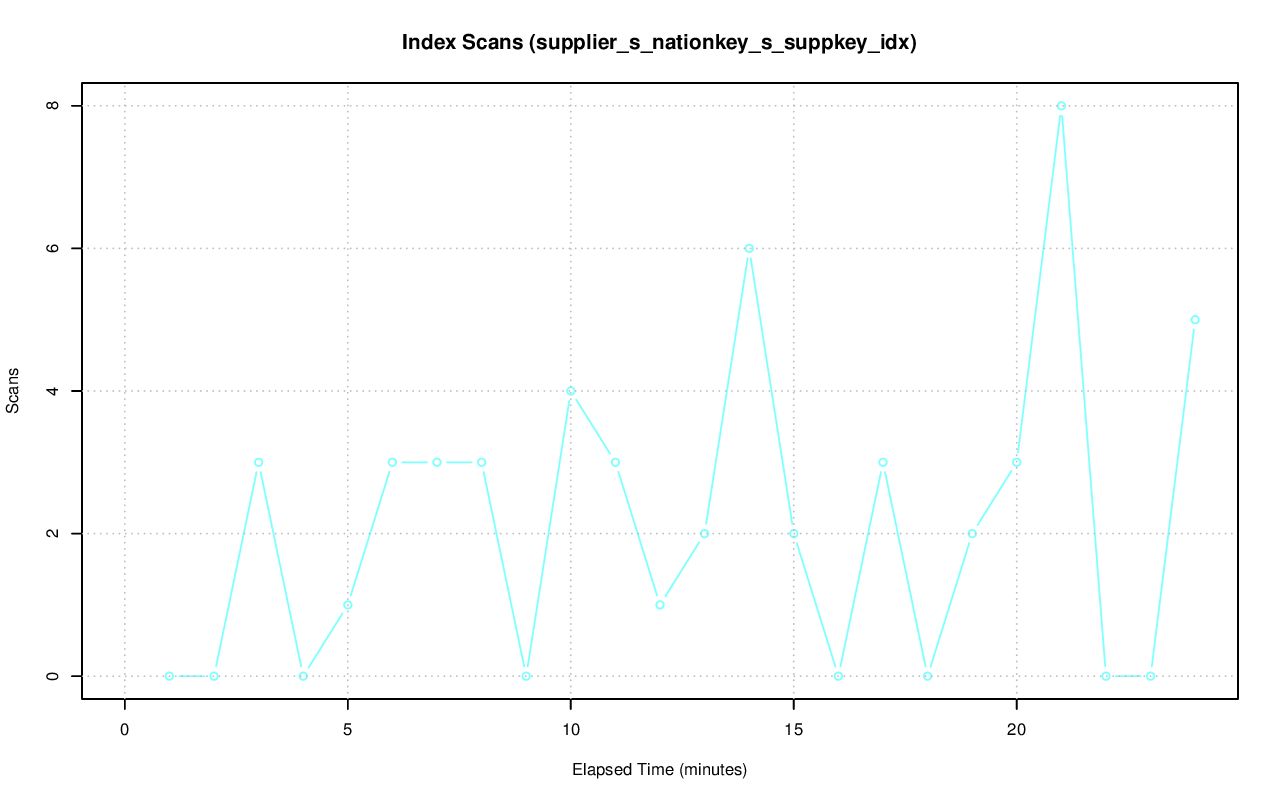 Index Scans (supplier_s_nationkey_s_suppkey_idx)
8
6
4
2
0
Scans
0 5 10 15 20
Elapsed Time (minutes)